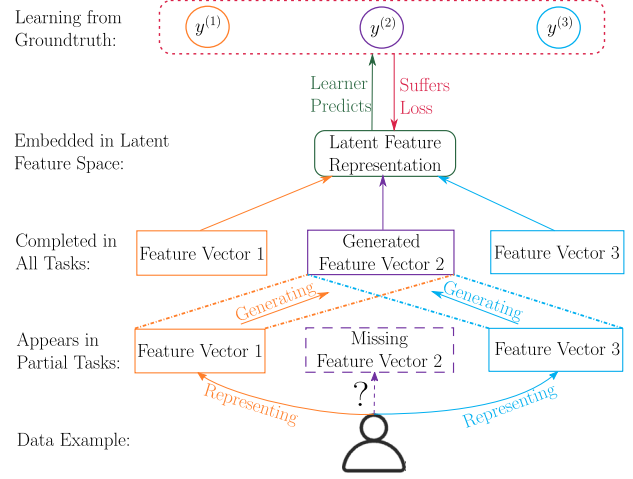 Learning from
Groundtruth:
y^(1)
y^(2)
y^(3)
Learner
Predicts
Suffers
Loss
Embedded in Latent
Feature Space:
Latent Feature
Representation
Completed in
All Tasks:
Feature Vector 1
Generated
Feature Vector 2
Feature Vector 3
Generating
Generating
Appears in
Partial Tasks:
Feature Vector 1
Missing
Feature Vector 2
Feature Vector 3
Representing
?
Representing
Data Example: